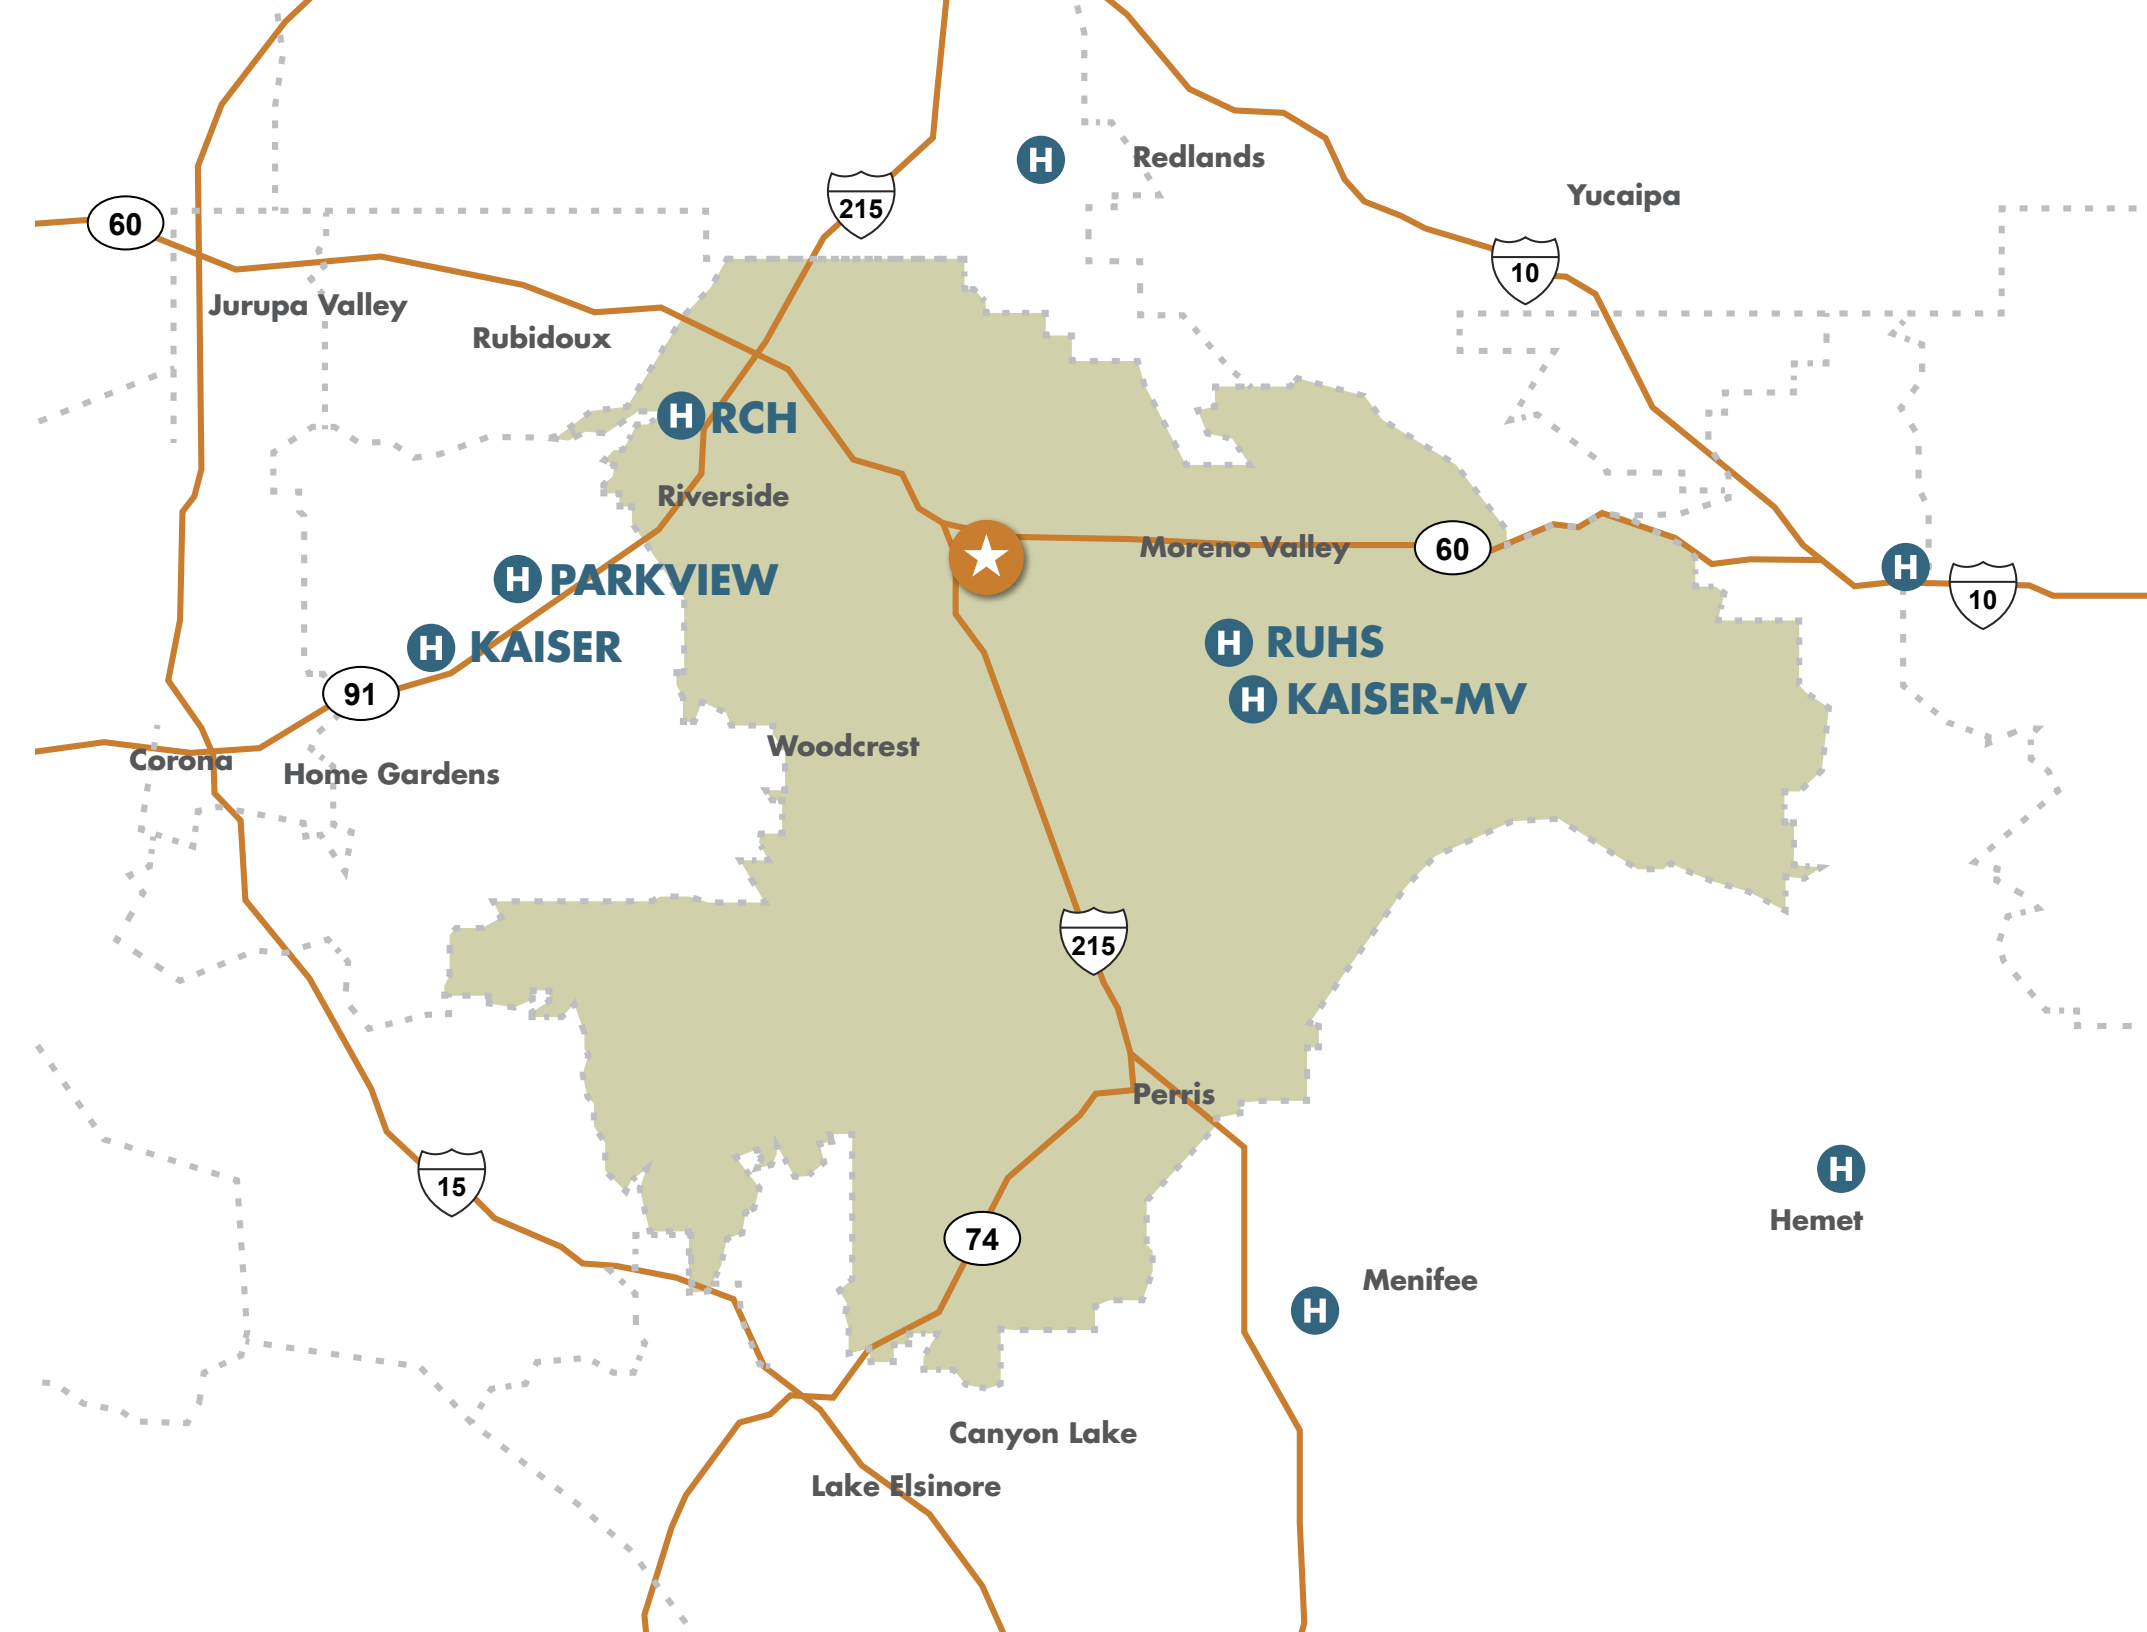 H
Redlands
Yucaipa
215
60
10
Jurupa Valley
Rubidoux
H RCH
Riverside
Moreno Valley
60
H
H PARKVIEW
10
H KAISER
H RUHS
91
H KAISER-MV
Woodcrest
Corona
Home Gardens
215
Perris
H
15
Hemet
74
Menifee
H
Canyon Lake
Lake Elsinore